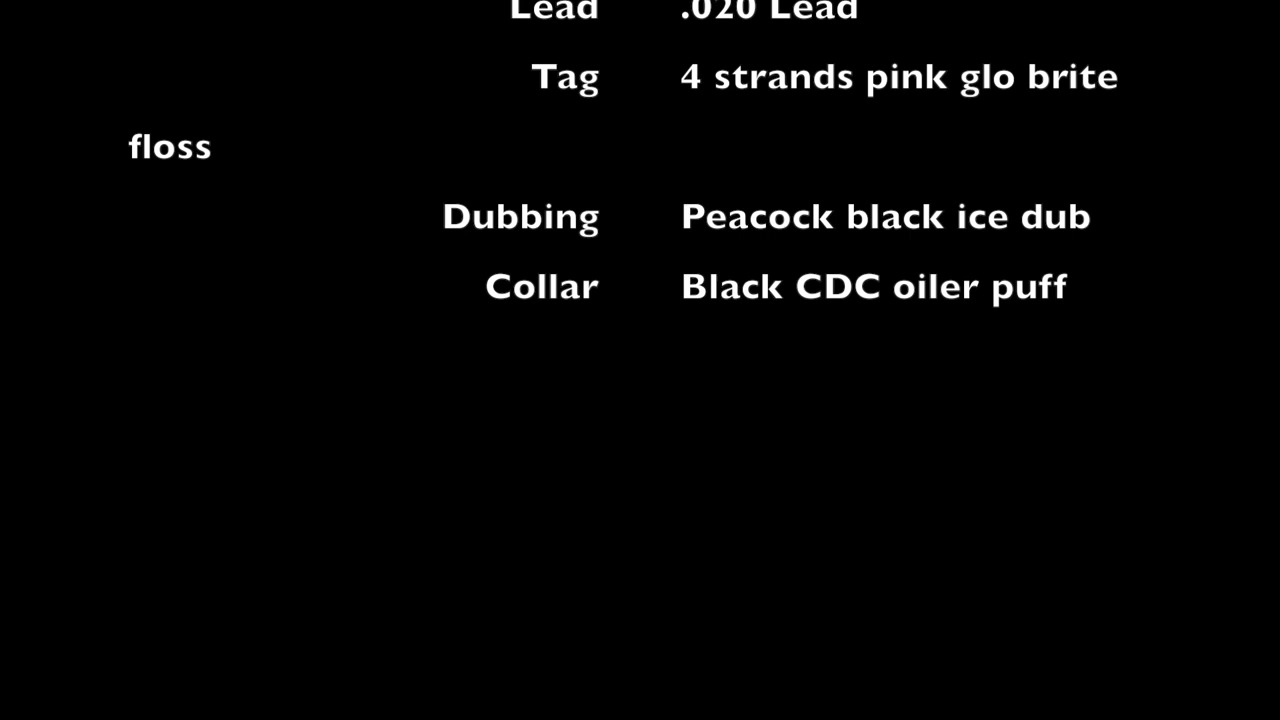 Lead .020 Lead
Tag 4 strands pink glo brite
floss
Dubbing Peacock black ice dub
Collar Black CDC oiler puff